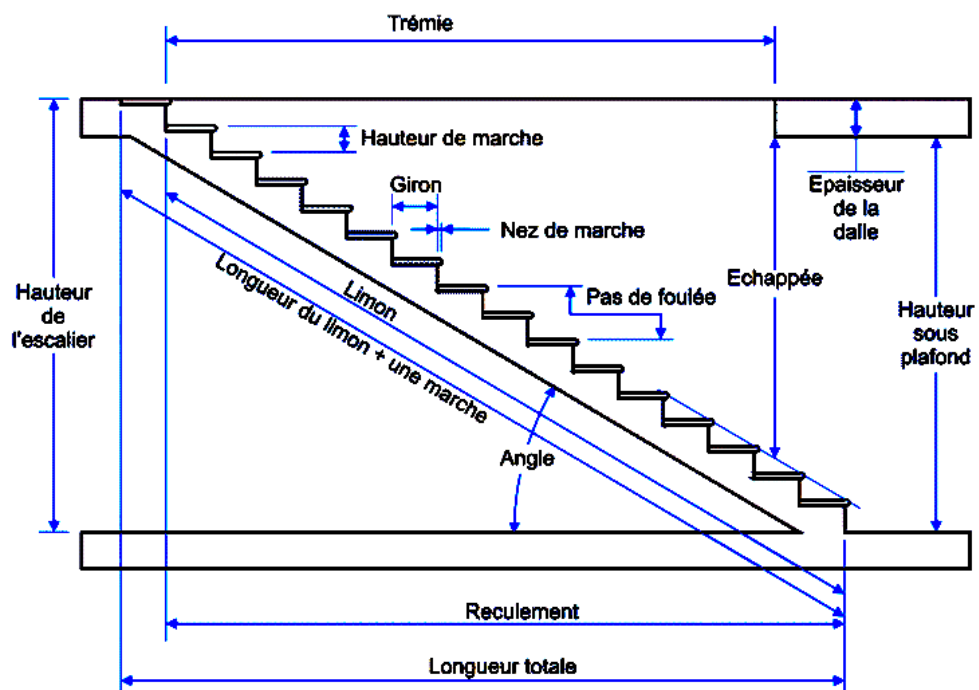 Trémie
Hauteur de marche
Giron
Epaisseur
de la
dalle
Nez de marche
Echappée
Hauteur
de
l'escalier
Limon
Longueur du limon + une marche
Pas de foulée
Hauteur
sous
plafond
Angle
Reculement
Longueur totale